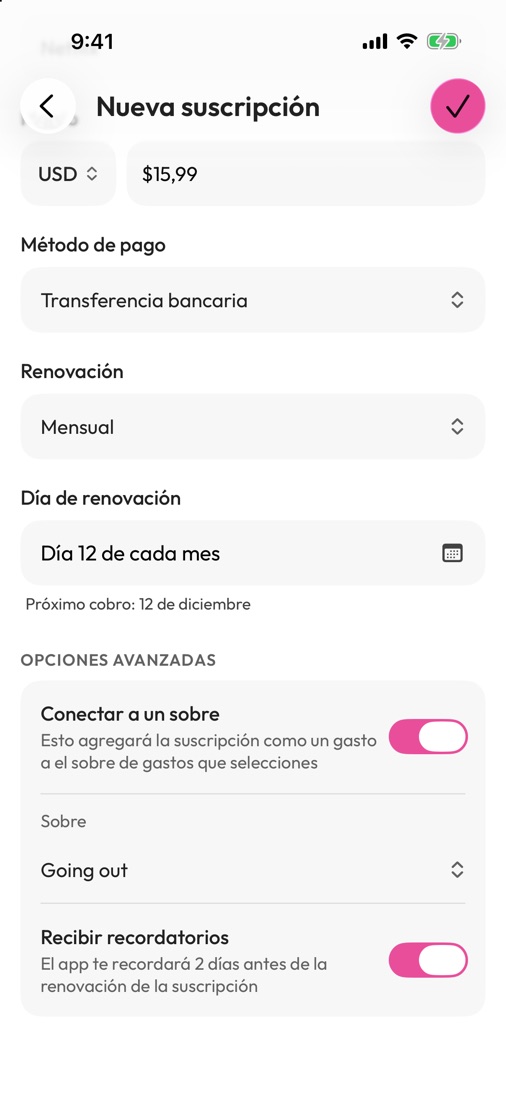 9:41
Nueva suscripción
USD
$15,99
Método de pago
Transferencia bancaria
Renovación
Mensual
Día de renovación
Día 12 de cada mes
Próximo cobro: 12 de diciembre
OPCIONES AVANZADAS
Conectar a un sobre
Esto agregará la suscripción como un gasto
a el sobre de gastos que selecciones
Sobre
Going out
Recibir recordatorios
El app te recordará 2 días antes de la
renovación de la suscripción